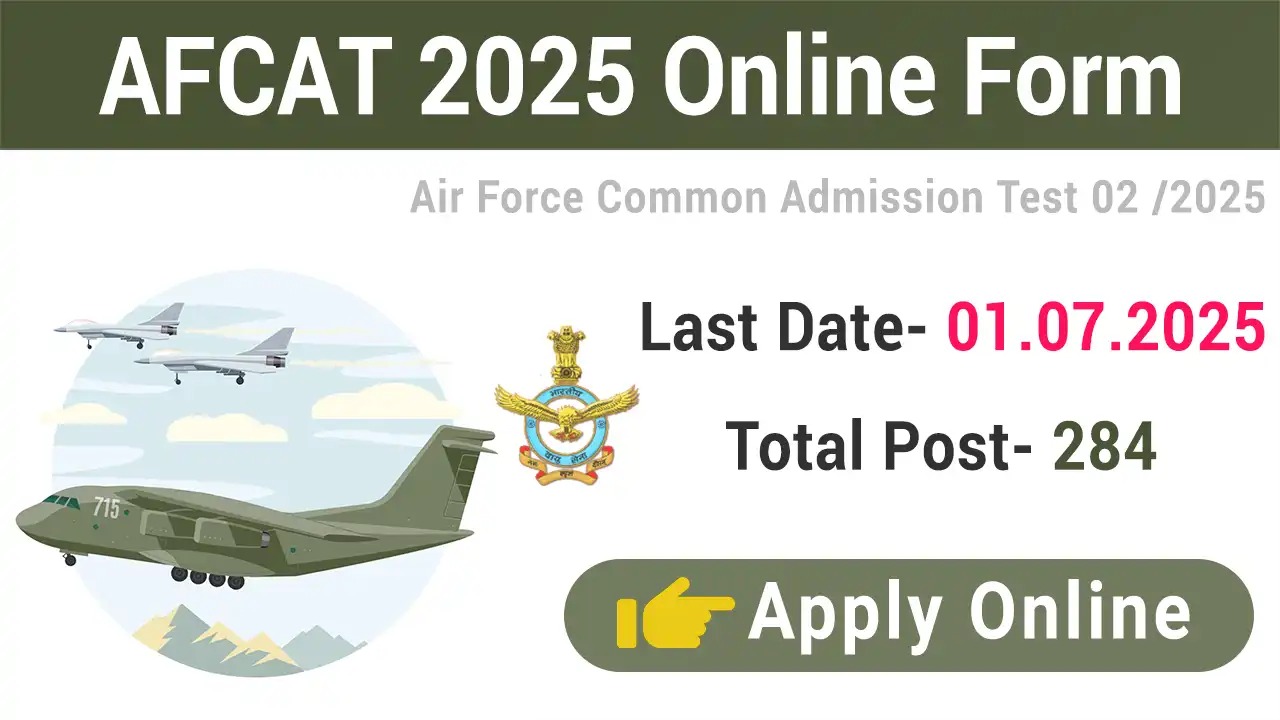 AFCAT 2025 Online Form
Air Force Common Admission Test 02 /2025
Last Date- 01.07.2025
Total Post- 284
भारतीय
वायु सेना
715
Apply Online